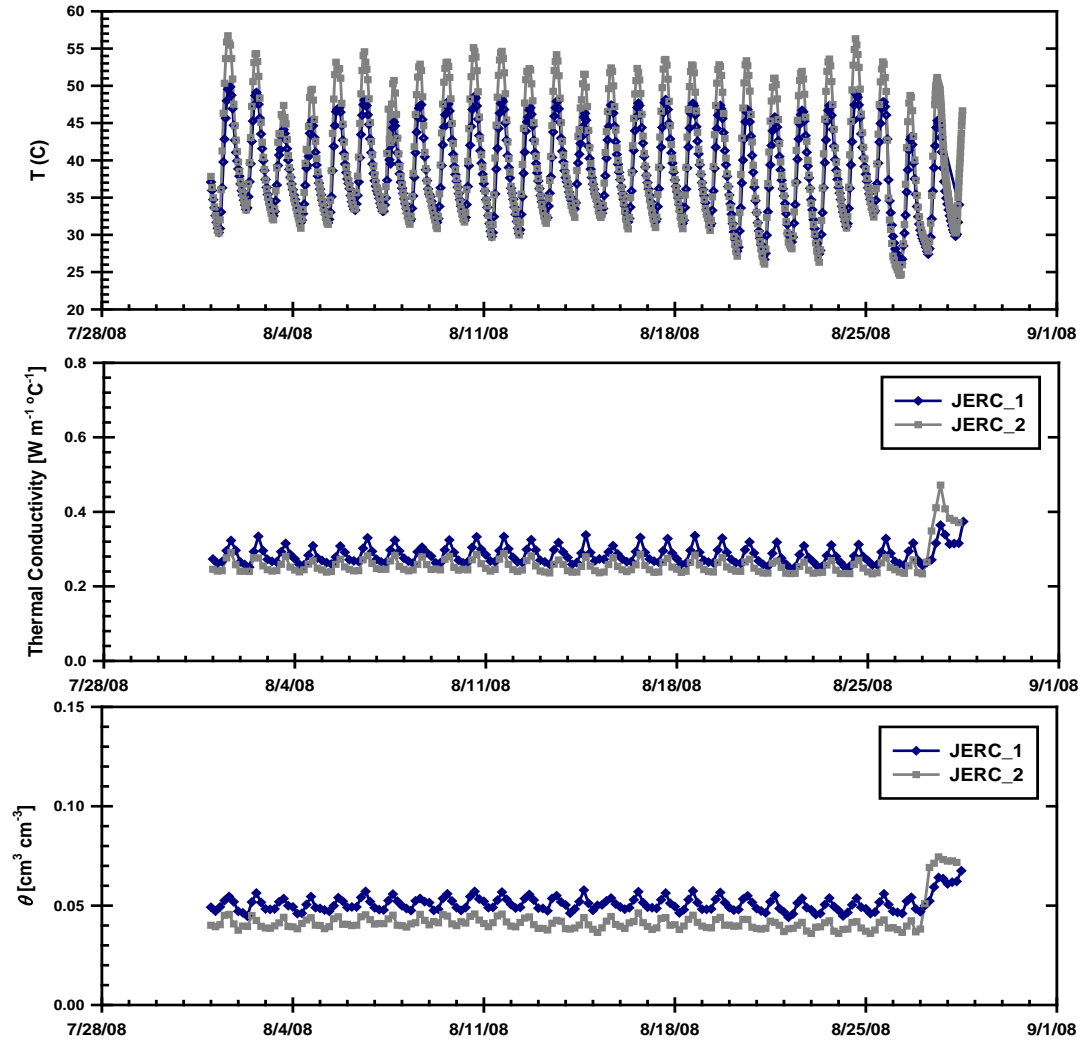 60
55
50
45
40
35
30
25
20
T (C)
7/28/08 8/4/08 8/11/08 8/18/08 8/25/08 9/1/08
0.8
0.6
0.4
0.2
0.0
Thermal Conductivity [W m⁻¹ ºC⁻¹]
JERC_1
JERC_2
7/28/08 8/4/08 8/11/08 8/18/08 8/25/08 9/1/08
0.15
0.10
0.05
0.00
θ [cm³ cm⁻³]
JERC_1
JERC_2
7/28/08 8/4/08 8/11/08 8/18/08 8/25/08 9/1/08